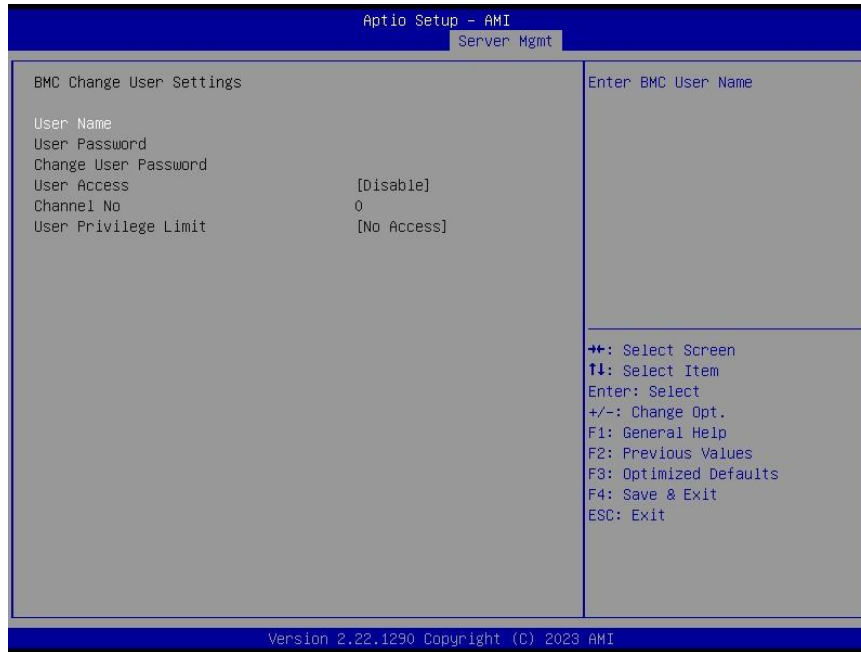 Aptio Setup – AMI
Server Mgmt
BMC Change User Settings
User Name
User Password
Change User Password
User Access [Disable]
Channel No 0
User Privilege Limit [No Access]
Enter BMC User Name
→←: Select Screen
↑↓: Select Item
Enter: Select
+/-: Change Opt.
F1: General Help
F2: Previous Values
F3: Optimized Defaults
F4: Save & Exit
ESC: Exit
Version 2.22.1290 Copyright (C) 2023 AMI